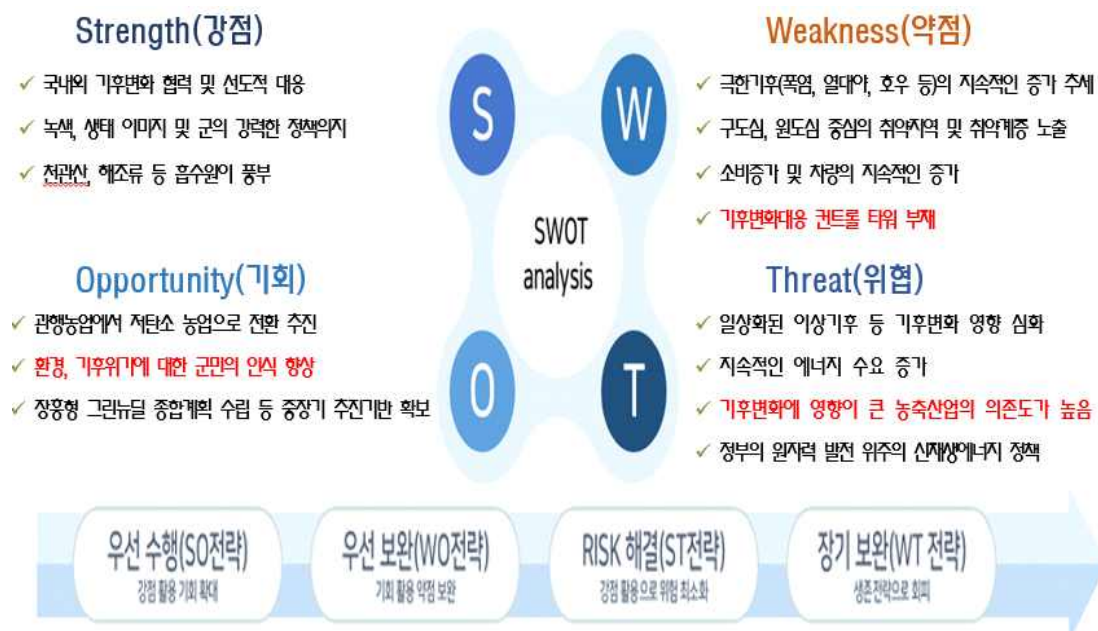 Strength(강점)
국내외 기후변화 협력 및 선도적 대응
녹색, 생태 이미지 및 군의 강력한 정책의지
천관산, 해조류 등 흡수원이 풍부
Weakness(약점)
극한기후(폭염, 열대야, 호우 등)의 지속적인 증가 추세
구도심, 원도심 중심의 취약지역 및 취약계층 노출
소비증가 및 차량의 지속적인 증가
기후변화대응 컨트롤 타워 부재
S
W
SWOT
analysis
O
T
Opportunity(기회)
관행농업에서 저탄소 농업으로 전환 추진
환경, 기후위기에 대한 군민의 인식 향상
장흥형 그린뉴딜 종합계획 수립 등 중장기 추진기반 확보
Threat(위협)
일상화된 이상기후 등 기후변화 영향 심화
지속적인 에너지 수요 증가
기후변화에 영향이 큰 농축산업의 의존도가 높음
정부의 원자력 발전 위주의 신재생에너지 정책
우선 수행(SO전략)
강점 활용 기회 확대
우선 보완(WO전략)
기회 활용 약점 보완
RISK 해결(ST전략)
강점 활용으로 위험 최소화
장기 보완(WT 전략)
생존전략으로 회피